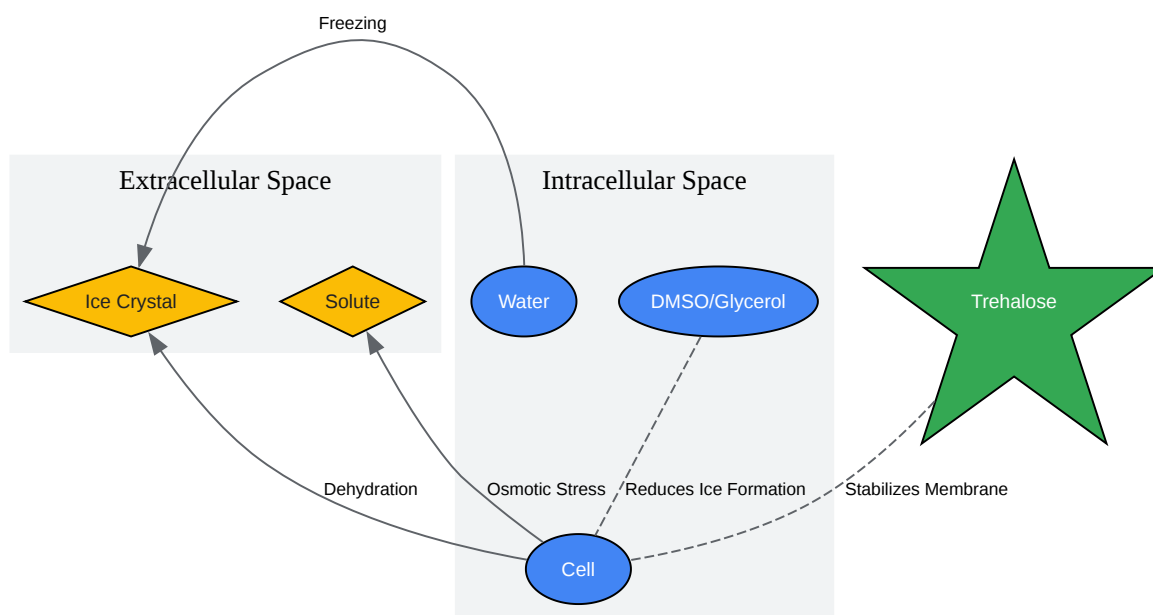 Freezing
Extracellular Space
Intracellular Space
Ice Crystal
Solute
Water
DMSO/Glycerol
Trehalose
Dehydration
Osmotic Stress
Reduces Ice Formation
Stabilizes Membrane
Cell